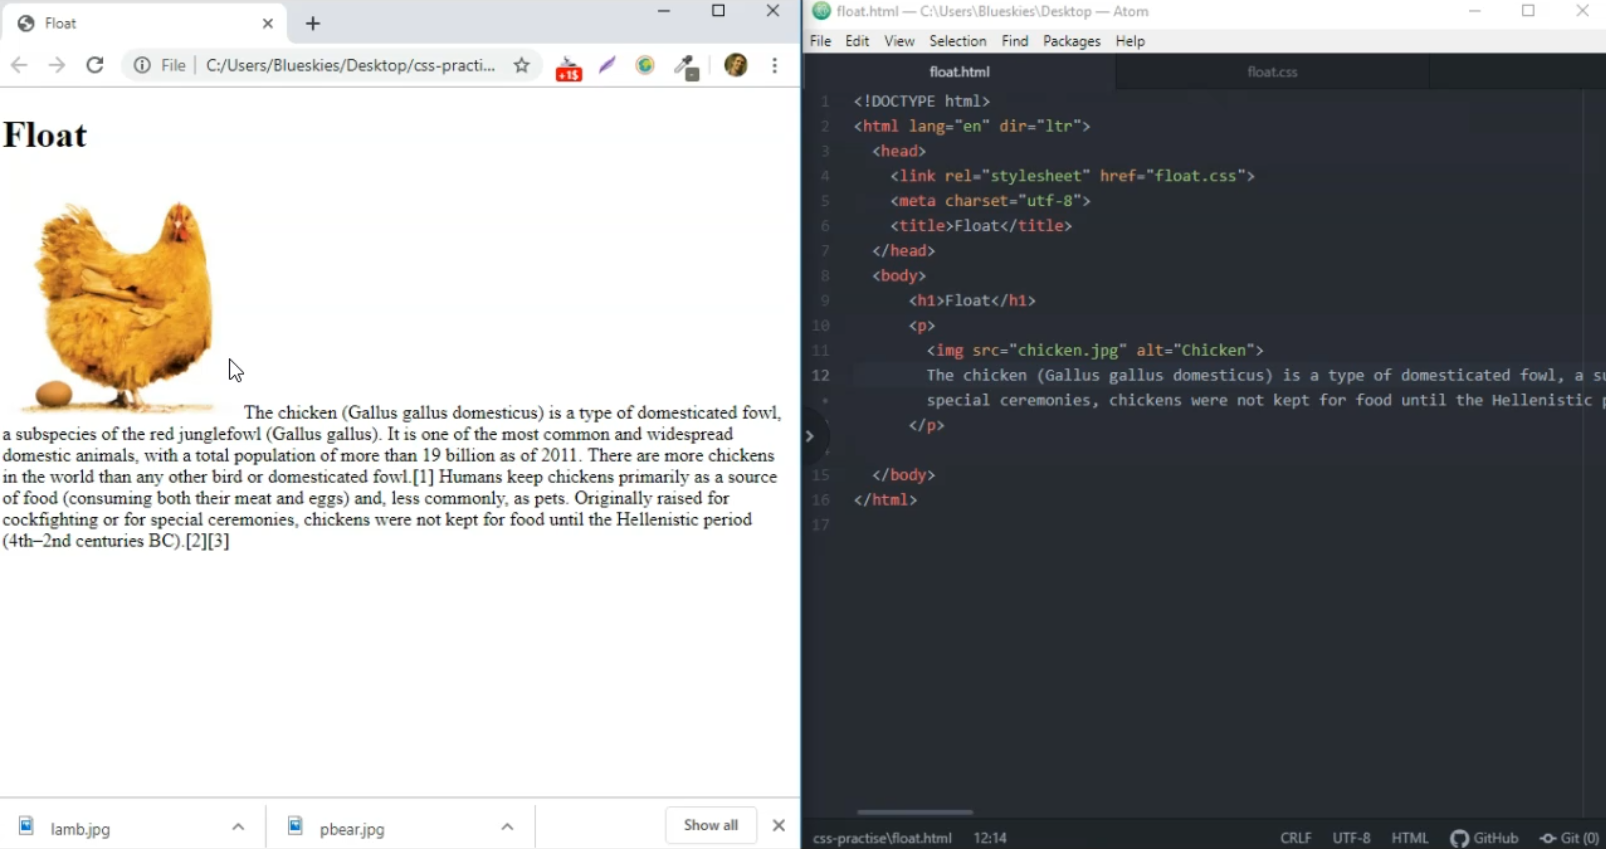 Float
File
C:/Users/Blueskies/Desktop/css-practi...
+1$
Float
The chicken (Gallus gallus domesticus) is a type of domesticated fowl,
a subspecies of the red junglefowl (Gallus gallus). It is one of the most common and widespread
domestic animals, with a total population of more than 19 billion as of 2011. There are more chickens
in the world than any other bird or domesticated fowl.[1] Humans keep chickens primarily as a source
of food (consuming both their meat and eggs) and, less commonly, as pets. Originally raised for
cockfighting or for special ceremonies, chickens were not kept for food until the Hellenistic period
(4th–2nd centuries BC).[2][3]
lamb.jpg
pbear.jpg
Show all
float.html — C:\Users\Blueskies\Desktop — Atom
File Edit View Selection Find Packages Help
float.html
float.css
1 <!DOCTYPE html>
2 <html lang="en" dir="ltr">
3 <head>
4 <link rel="stylesheet" href="float.css">
5 <meta charset="utf-8">
6 <title>Float</title>
7 </head>
8 <body>
9 <h1>Float</h1>
10 <p>
11 <img src="chicken.jpg" alt="Chicken">
12 The chicken (Gallus gallus domesticus) is a type of domesticated fowl, a su
• special ceremonies, chickens were not kept for food until the Hellenistic p
</p>
15 </body>
16 </html>
17
css-practise\float.html 12:14
CRLF UTF-8 HTML GitHub Git (0)